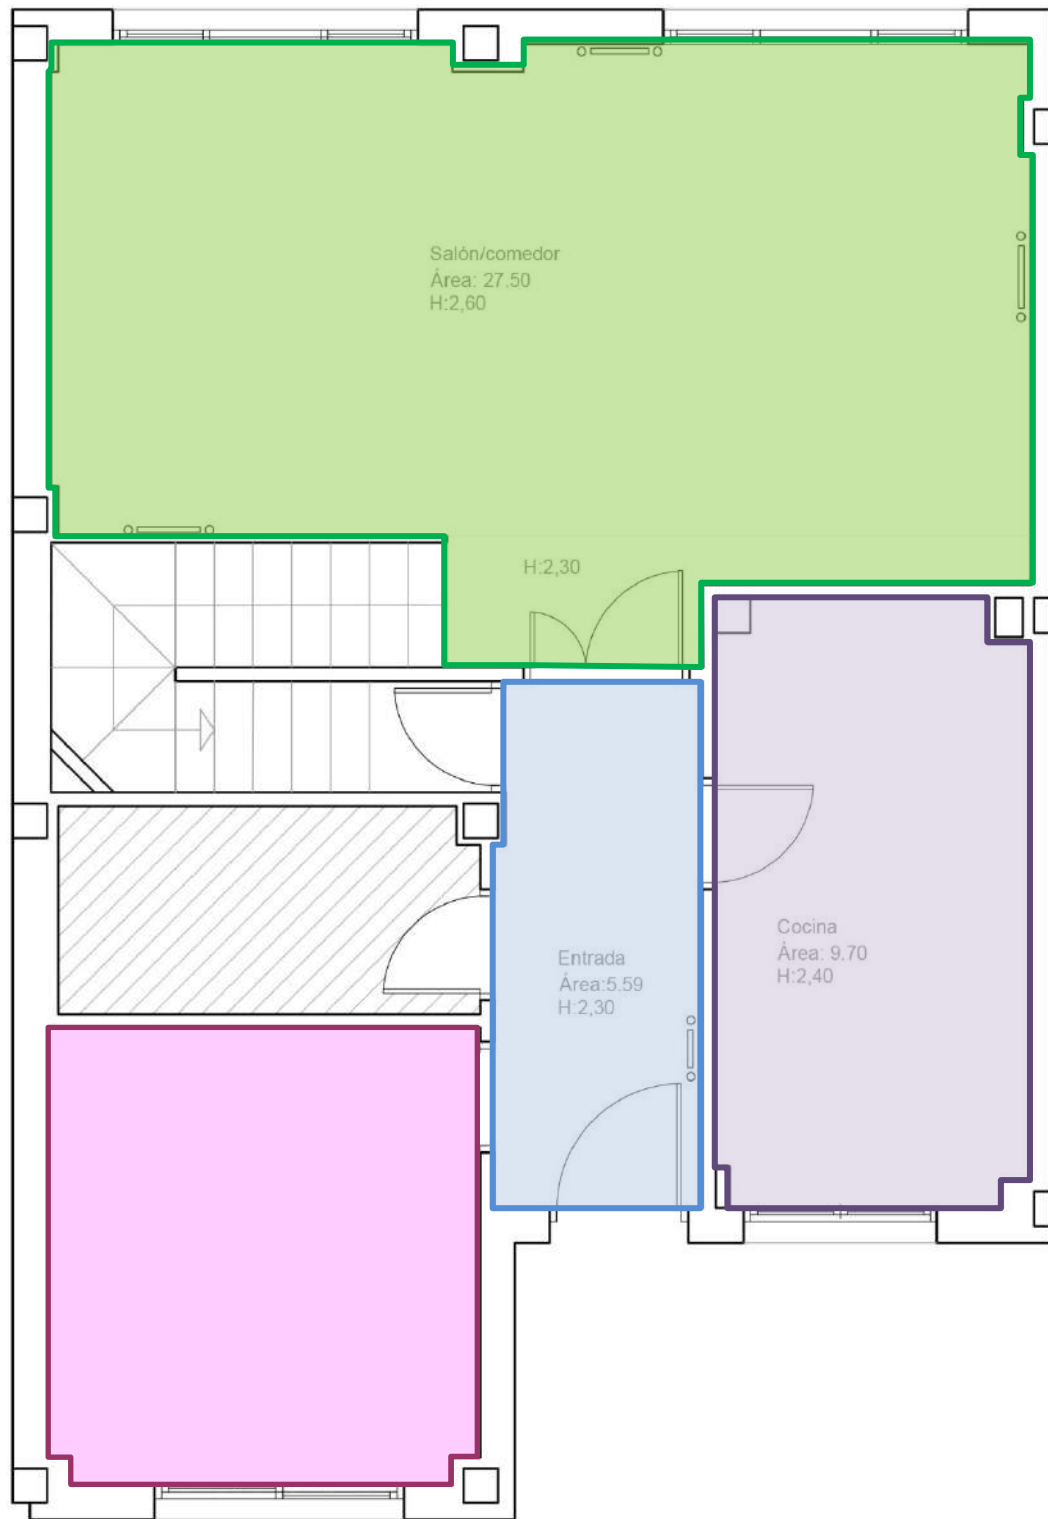 Salón/comedor
Área: 27.50
H:2,60
H:2,30
Cocina
Área: 9.70
H:2,40
Entrada
Área:5.59
H:2,30